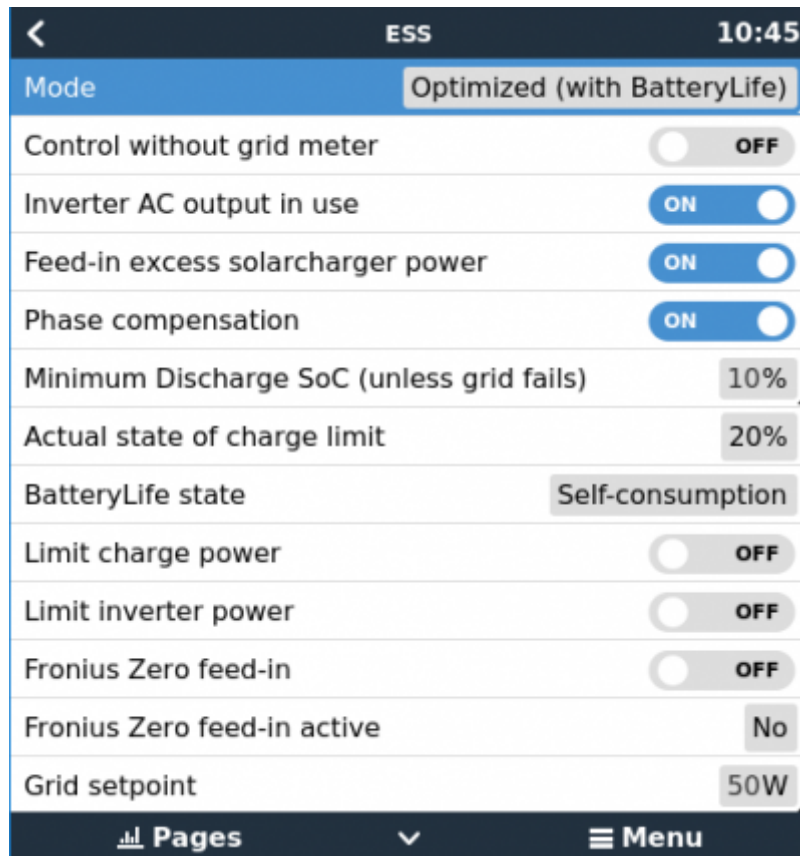 ESS 10:45
Mode Optimized (with BatteryLife)
Control without grid meter OFF
Inverter AC output in use ON
Feed-in excess solarcharger power ON
Phase compensation ON
Minimum Discharge SoC (unless grid fails) 10%
Actual state of charge limit 20%
BatteryLife state Self-consumption
Limit charge power OFF
Limit inverter power OFF
Fronius Zero feed-in OFF
Fronius Zero feed-in active No
Grid setpoint 50W
Pages Menu